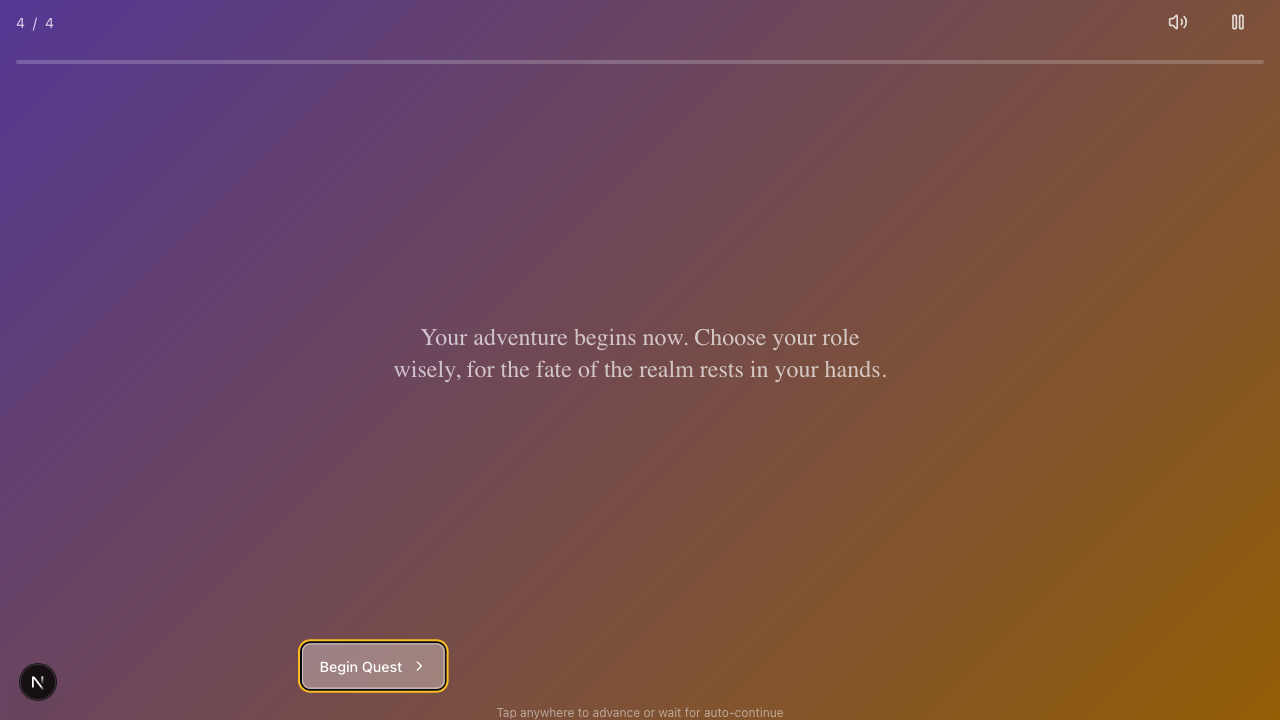 4 / 4
Your adventure begins now. Choose your role
wisely, for the fate of the realm rests in your hands.
Begin Quest
N
Tap anywhere to advance or wait for auto-continue